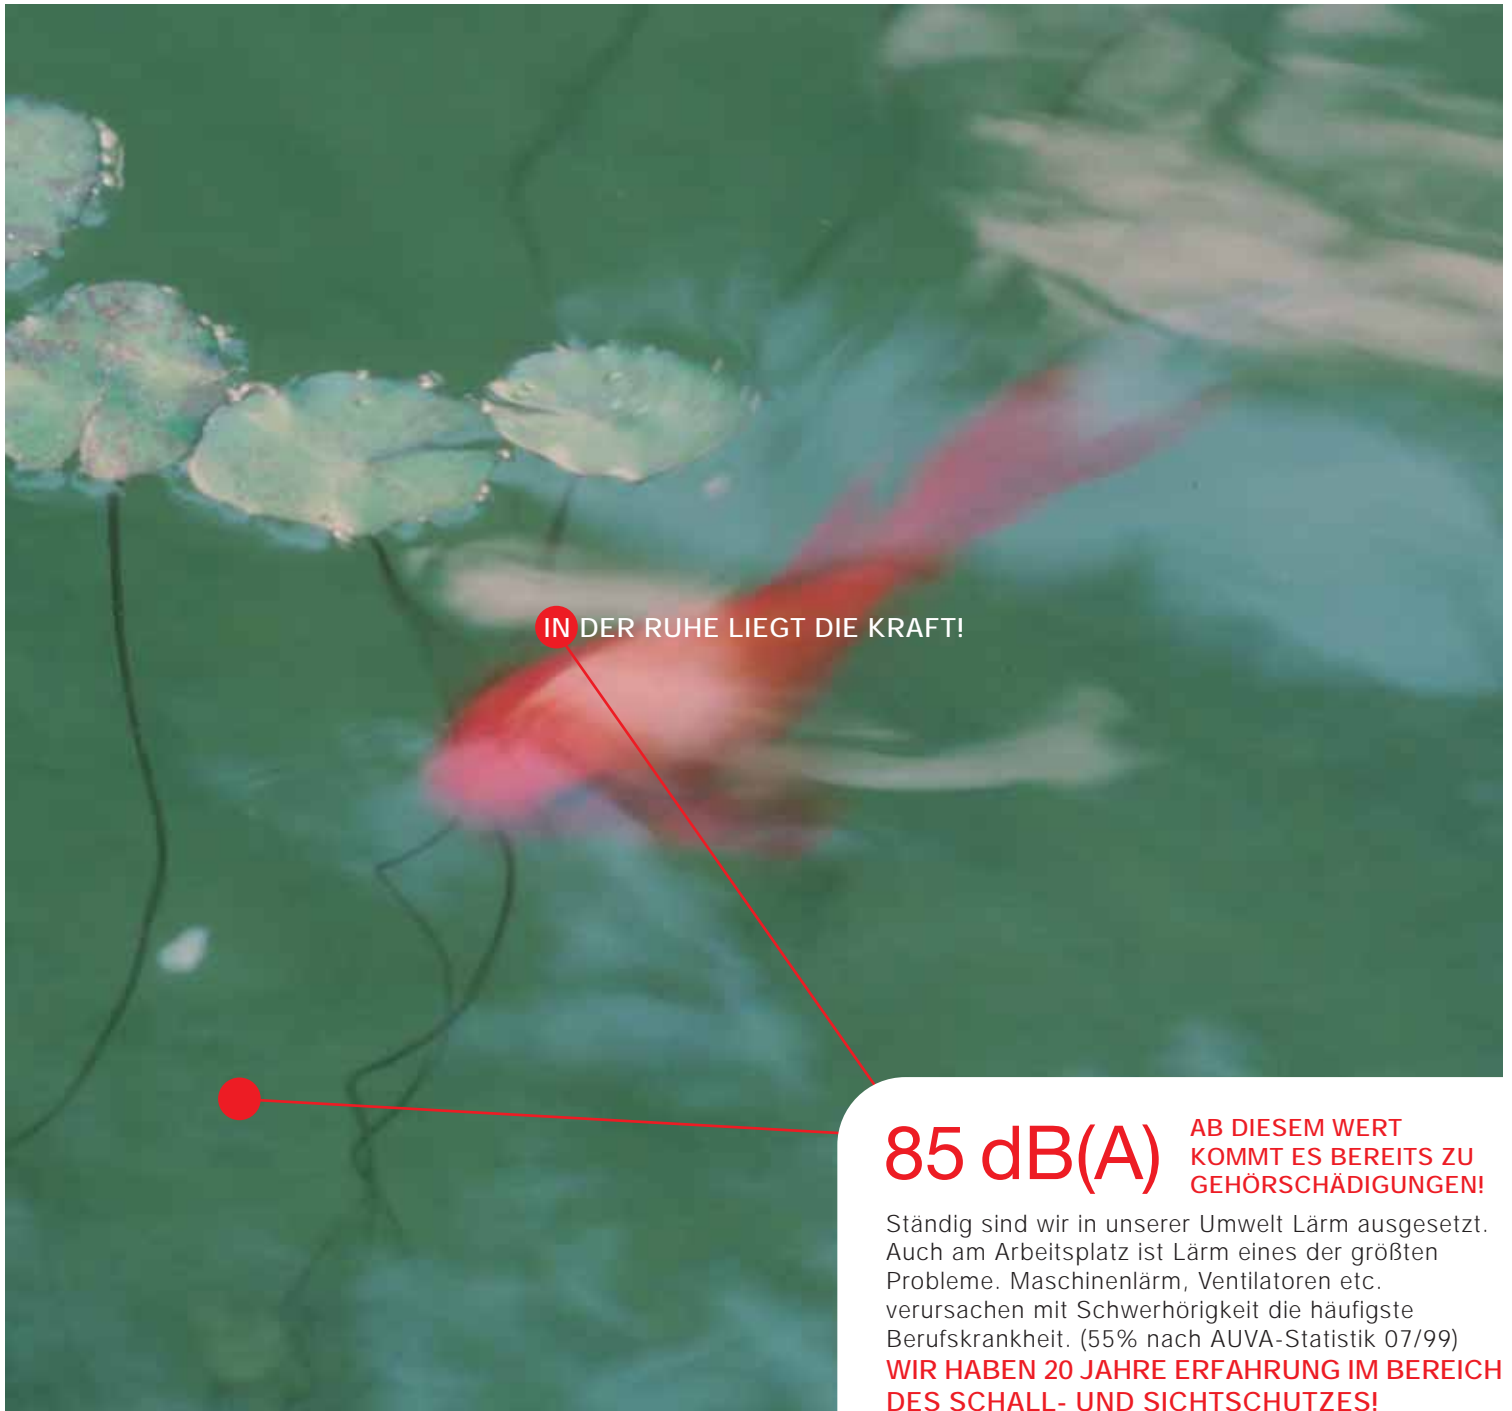 IN DER RUHE LIEGT DIE KRAFT!
85 dB(A)
AB DIESEM WERT
KOMMT ES BEREITS ZU
GEHÖRSCHÄDIGUNGEN!
Ständig sind wir in unserer Umwelt Lärm ausgesetzt.
Auch am Arbeitsplatz ist Lärm eines der größten
Probleme. Maschinenlärm, Ventilatoren etc.
verursachen mit Schwerhörigkeit die häufigste
Berufskrankheit. (55% nach AUVA-Statistik 07/99)
WIR HABEN 20 JAHRE ERFAHRUNG IM BEREICH
DES SCHALL- UND SICHTSCHUTZES!